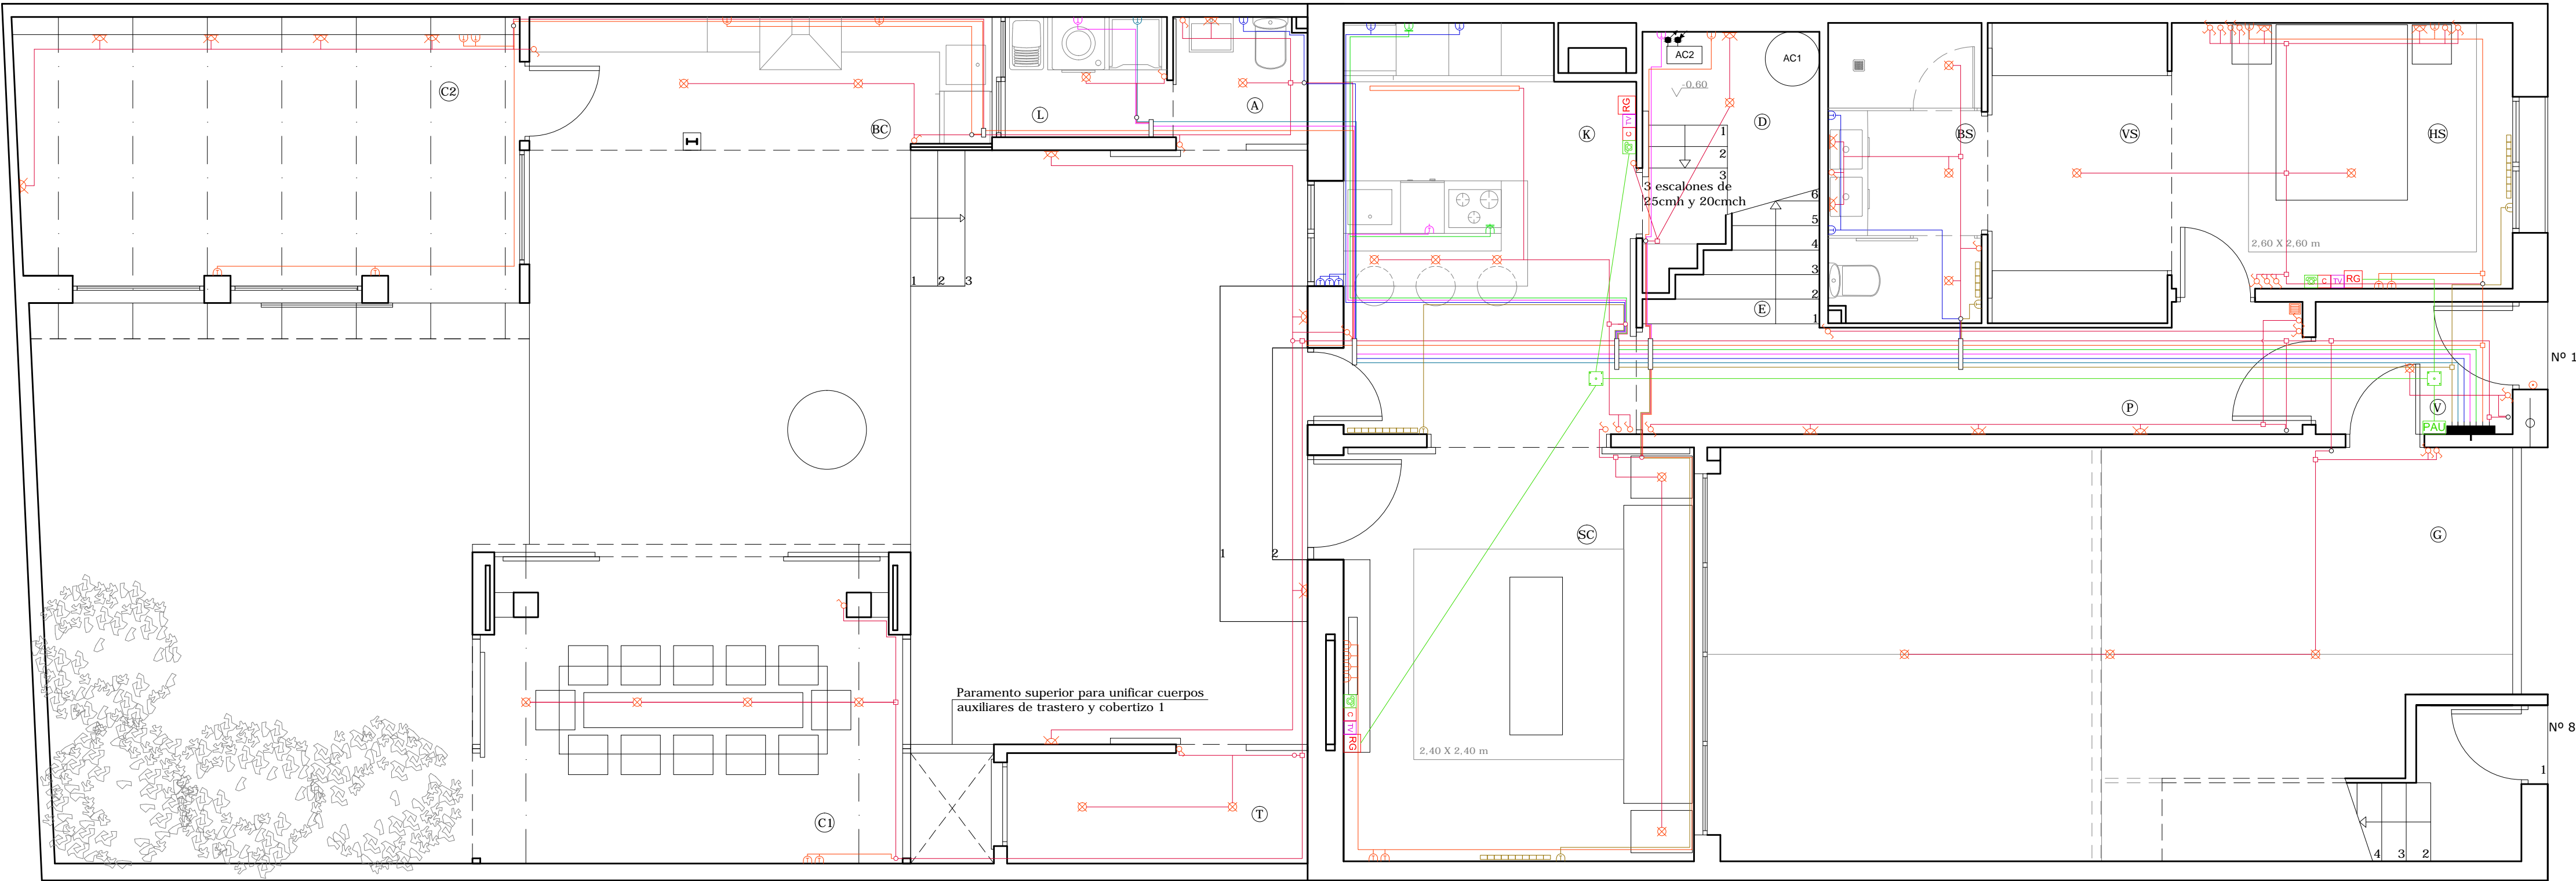 C2
BC
L
A
K
RG
TV
C
AC2
AC1
-0.60
D
1
2
3
3 escalones de
25cmh y 20cmch
6
5
4
3
2
1
E
BS
VS
HS
2,60 X 2,60 m
C
TV
RG
Nº 1
1
2
3
P
V
PAU
1
2
SC
G
C
TV
RG
2,40 X 2,40 m
Paramento superior para unificar cuerpos
auxiliares de trastero y cobertizo 1
C1
T
Nº 8
1
4
3
2